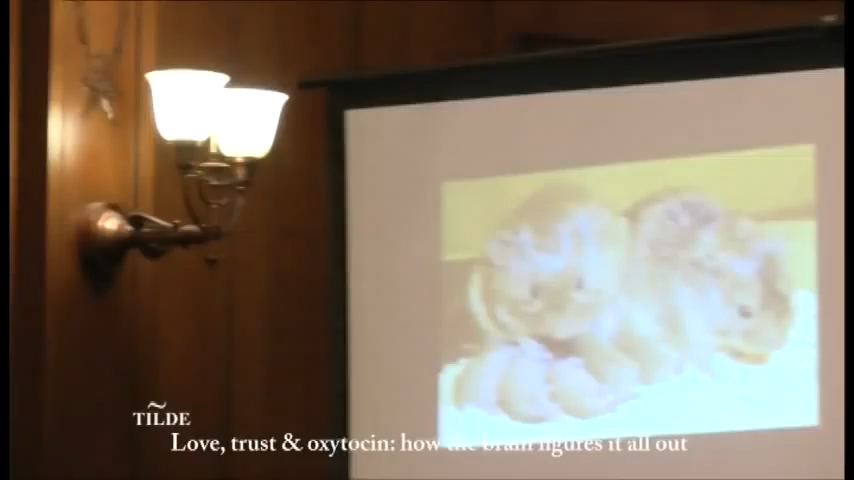 TILDE
Love, trust & oxytocin: how the brain figures it all out